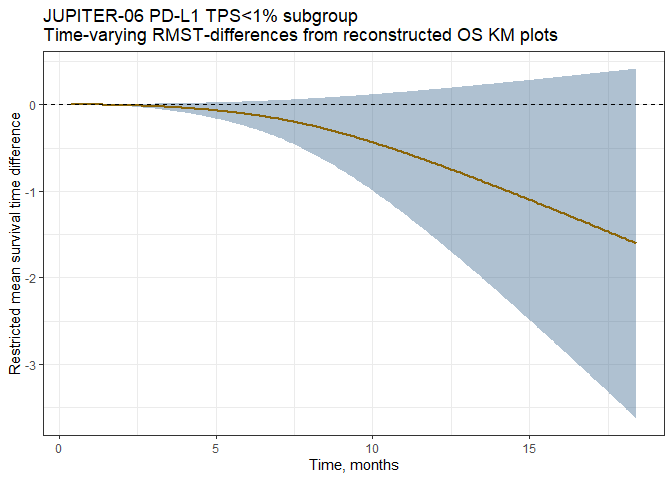 JUPITER-06 PD-L1 TPS<1% subgroup
Time-varying RMST-differences from reconstructed OS KM plots
Restricted mean survival time difference
0
-1
-2
-3
0 5 10 15
Time, months